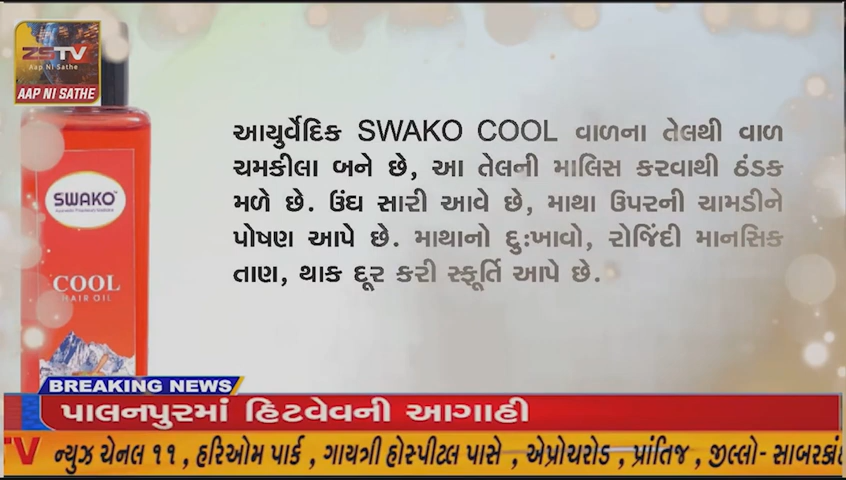 ZSTV
Aap Ni Sathe
AAP NI SATHE
આયુર્વેદિક SWAKO COOL વાળના તેલથી વાળ
ચમકીલા બને છે, આ તેલની માલિસ કરવાથી ઠંડક
મળે છે. ઉંઘ સારી આવે છે, માથા ઉપરની ચામડીને
પોષણ આપે છે. માથાનો દુઃખાવો, રોજિંદી માનસિક
તાણ, થાક દૂર કરી સ્ફૂર્તિ આપે છે.
SWAKO
COOL
HAIR OIL
BREAKING NEWS
પાલનપુરમાં હિટવેવની આગાહી
TV ન્યુઝ ચેનલ ૧૧ , હરિઓમ પાર્ક , ગાયત્રી હોસ્પીટલ પાસે , એપ્રોચરોડ , પ્રાંતિજ , જીલ્લો- સાબરકાં